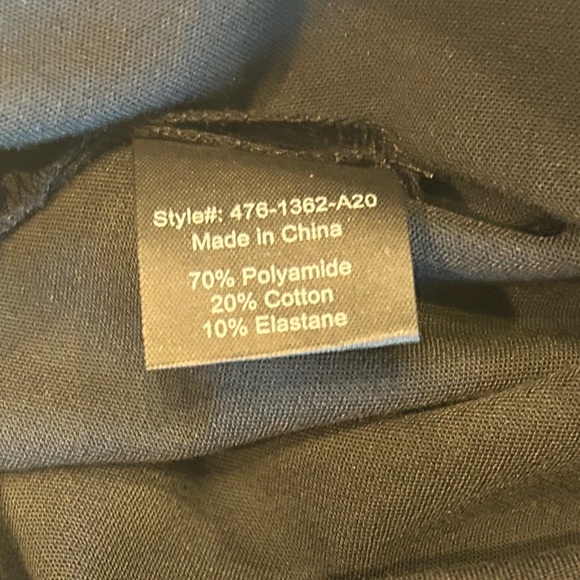 Style#: 476-1362-A20
Made in China
70% Polyamide
20% Cotton
10% Elastane